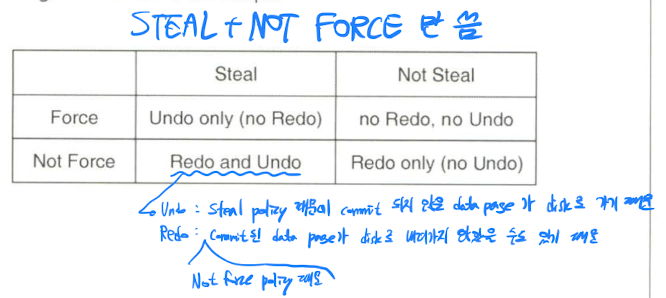 STEAL + NOT FORCE 만 씀
Steal Not Steal
Force Undo only (no Redo) no Redo, no Undo
Not Force Redo and Undo Redo only (no Undo)
Undo : Steal policy 때문에 commit 되지 않은 data page 가 disk로 가기 때문
Redo : Commit된 data page가 disk로 내려가지 않았을 수도 있기 때문
Not force policy 때문